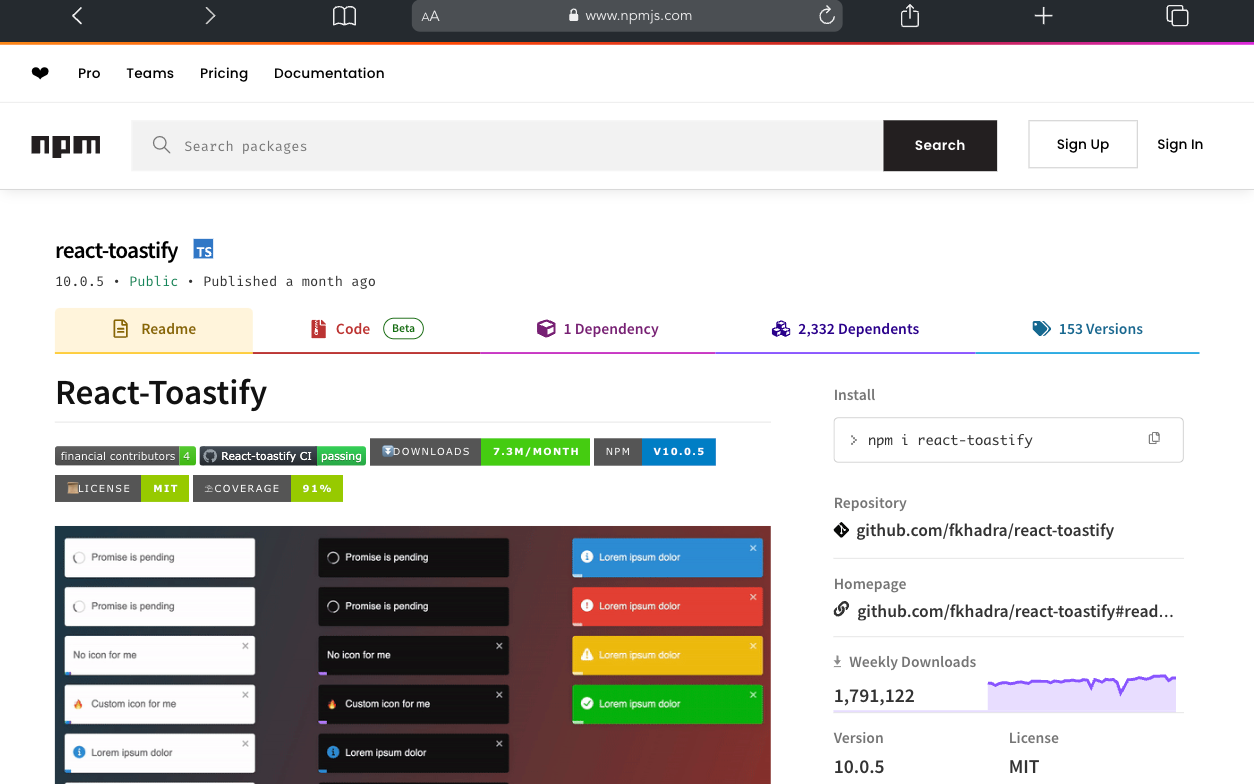 AA www.npmjs.com
Pro Teams Pricing Documentation
npm Search packages Search Sign Up Sign In
react-toastify TS
10.0.5 • Public • Published a month ago
Readme Code Beta 1 Dependency 2,332 Dependents 153 Versions
React-Toastify
financial contributors 4 React-toastify CI passing DOWNLOADS 7.3M/MONTH NPM V10.0.5
LICENSE MIT COVERAGE 91%
Promise is pending Promise is pending Lorem ipsum dolor
Promise is pending Promise is pending Lorem ipsum dolor
No icon for me No icon for me Lorem ipsum dolor
Custom icon for me Custom icon for me Lorem ipsum dolor
Lorem ipsum dolor Lorem ipsum dolor
Install
> npm i react-toastify
Repository
github.com/fkhadra/react-toastify
Homepage
github.com/fkhadra/react-toastify#read...
Weekly Downloads
1,791,122
Version License
10.0.5 MIT